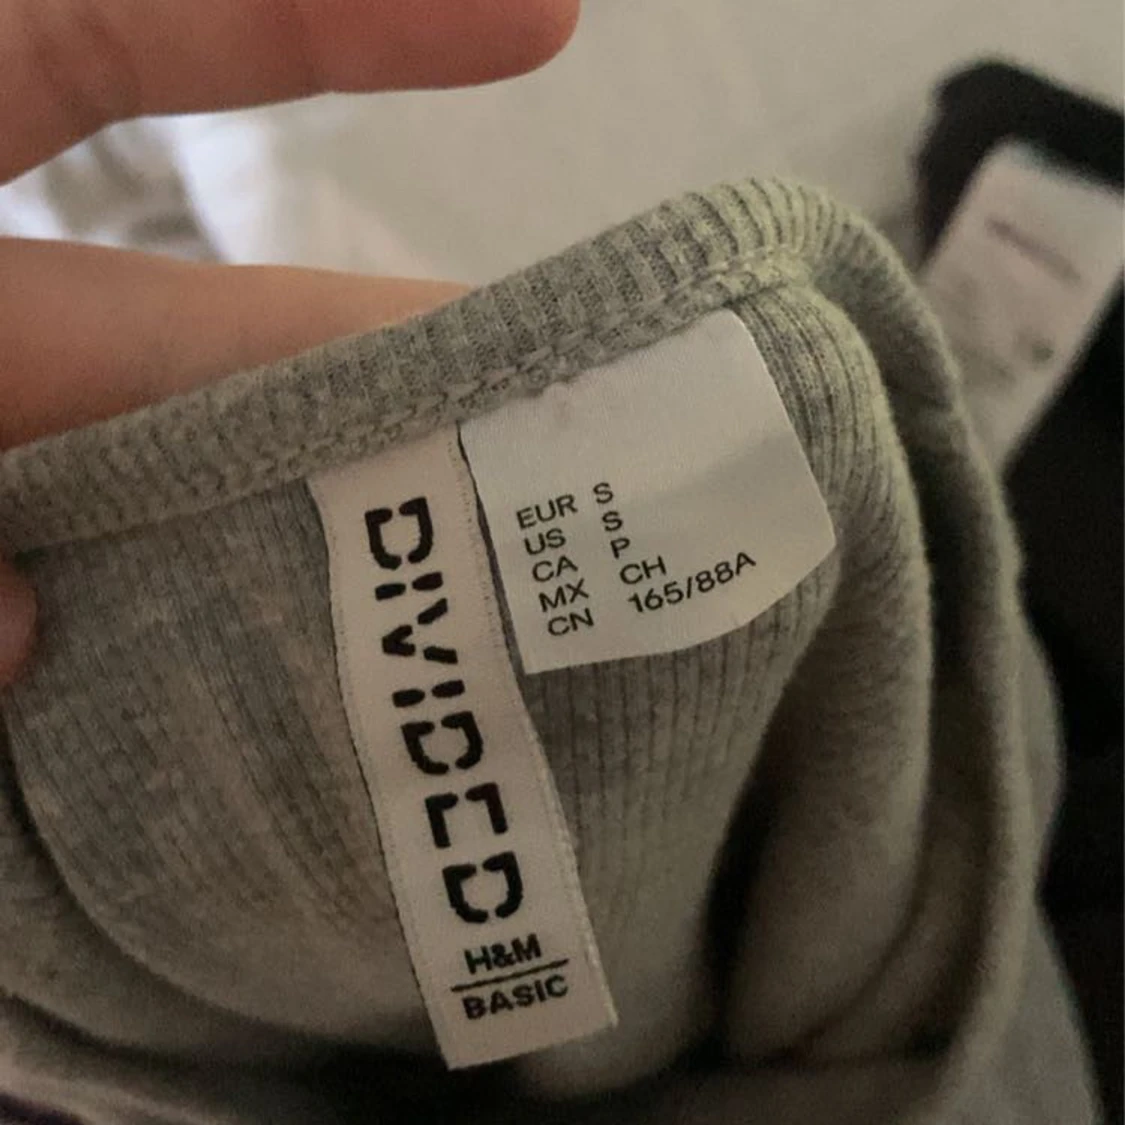 DIVIDED
H&M
BASIC
EUR S
US S
CA P
MX CH
CN 165/88A